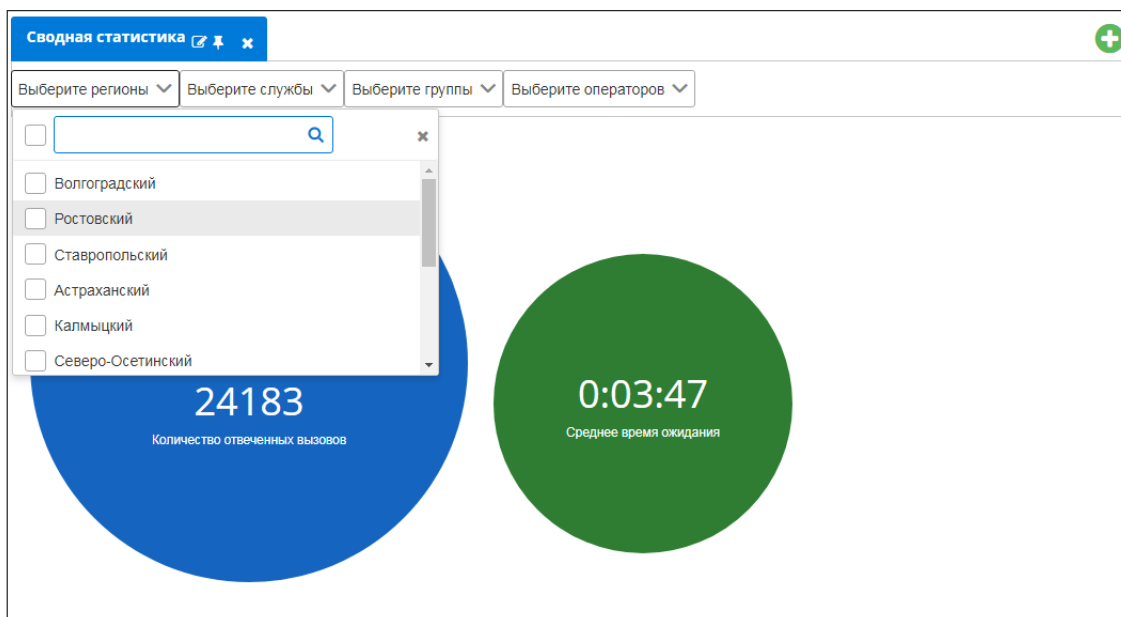 Сводная статистика
Выберите регионы Выберите службы Выберите группы Выберите операторов
Волгоградский
Ростовский
Ставропольский
Астраханский
Калмыцкий
Северо-Осетинский
24183
Количество отвеченных вызовов
0:03:47
Среднее время ожидания